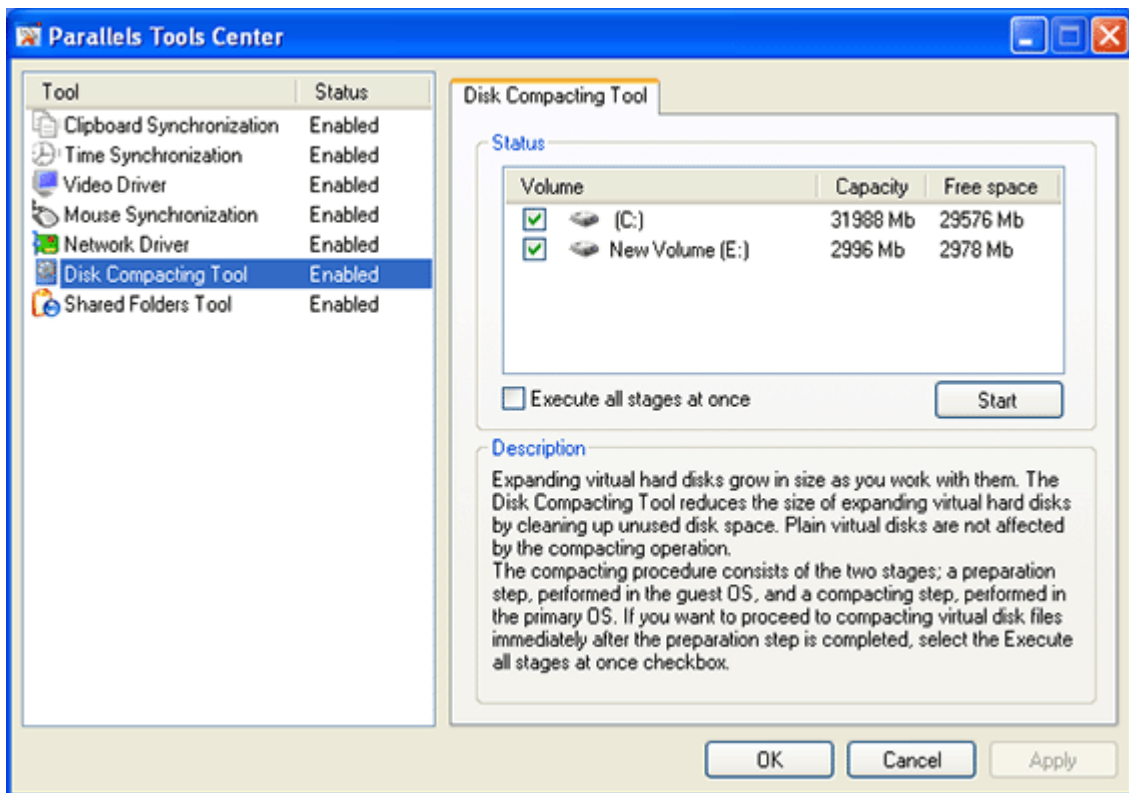 Parallels Tools Center
Tool Status
Clipboard Synchronization Enabled
Time Synchronization Enabled
Video Driver Enabled
Mouse Synchronization Enabled
Network Driver Enabled
Disk Compacting Tool Enabled
Shared Folders Tool Enabled
Disk Compacting Tool
Status
Volume Capacity Free space
(C:) 31988 Mb 29576 Mb
New Volume (E:) 2996 Mb 2978 Mb
Execute all stages at once
Start
Description
Expanding virtual hard disks grow in size as you work with them. The
Disk Compacting Tool reduces the size of expanding virtual hard disks
by cleaning up unused disk space. Plain virtual disks are not affected
by the compacting operation.
The compacting procedure consists of the two stages; a preparation
step, performed in the guest OS, and a compacting step, performed in
the primary OS. If you want to proceed to compacting virtual disk files
immediately after the preparation step is completed, select the Execute
all stages at once checkbox.
OK Cancel Apply